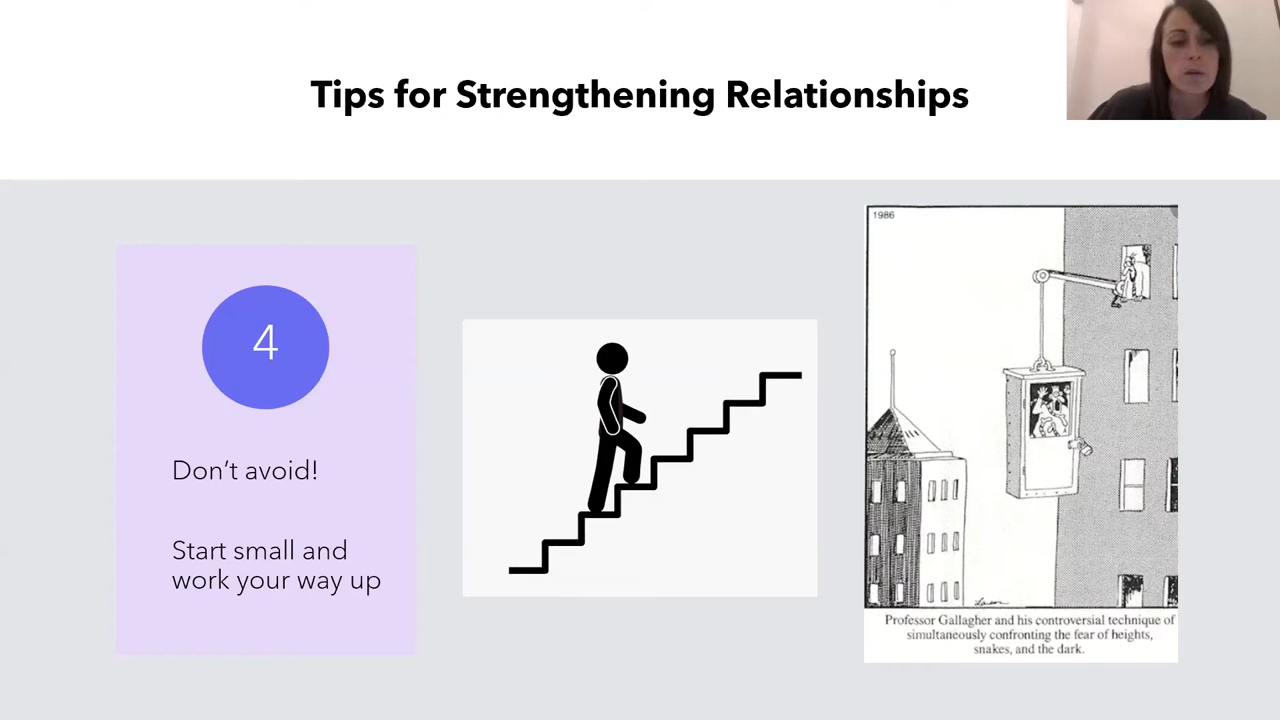 Tips for Strengthening Relationships
4
Don't avoid!
Start small and
work your way up
1986
Larson
Professor Gallagher and his controversial technique of
simultaneously confronting the fear of heights,
snakes, and the dark.